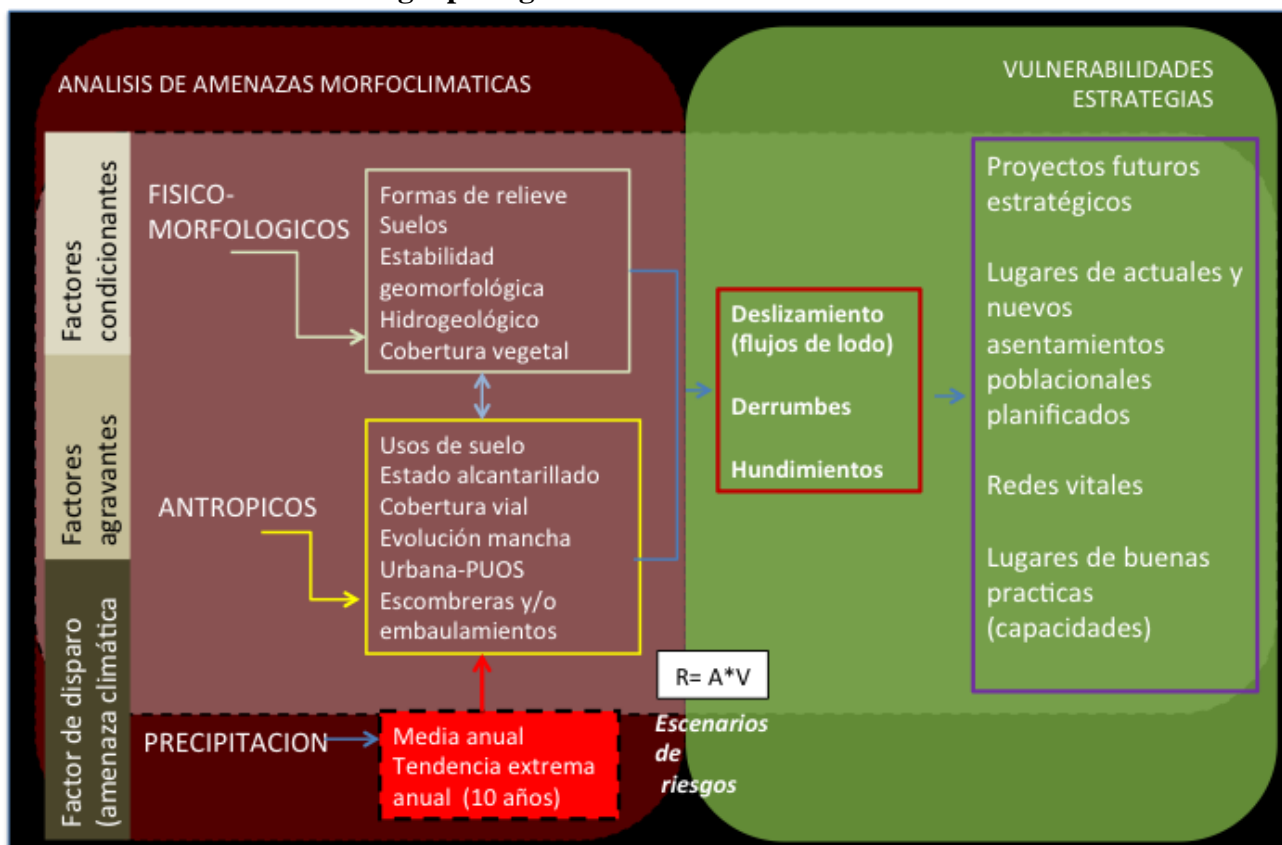 ANALISIS DE AMENAZAS MORFOCLIMATICAS
VULNERABILIDADES
ESTRATEGIAS
Factores
condicionantes
FISICO-
MORFOLOGICOS
Formas de relieve
Suelos
Estabilidad
geomorfológica
Hidrogeológico
Cobertura vegetal
Factores
agravantes
ANTROPICOS
Usos de suelo
Estado alcantarillado
Cobertura vial
Evolución mancha
Urbana-PUOS
Escombreras y/o
embaulamientos
Factor de disparo
(amenaza climática
PRECIPITACION
Media anual
Tendencia extrema
anual (10 años)
Deslizamiento
(flujos de lodo)
Derrumbes
Hundimientos
R= A*V
Escenarios
de
riesgos
Proyectos futuros
estratégicos
Lugares de actuales y
nuevos
asentamientos
poblacionales
planificados
Redes vitales
Lugares de buenas
practicas
(capacidades)